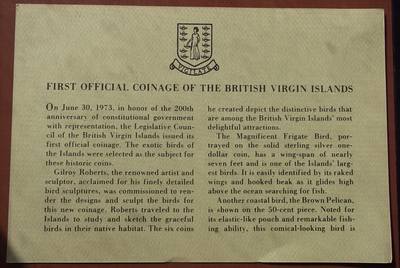 VIGILATE
FIRST OFFICIAL COINAGE OF THE BRITISH VIRGIN ISLANDS
On June 30, 1973, in honor of the 200th
anniversary of constitutional government
with representation, the Legislative Coun-
cil of the British Virgin Islands issued its
first official coinage. The exotic birds of
the Islands were selected as the subject for
these historic coins.
Gilroy Roberts, the renowned artist and
sculptor, acclaimed for his finely detailed
bird sculptures, was commissioned to ren-
der the designs and sculpt the birds for
this new coinage. Roberts traveled to the
Islands to study and sketch the graceful
birds in their native habitat. The six coins
he created depict the distinctive birds that
are among the British Virgin Islands' most
delightful attractions.
The Magnificent Frigate Bird, por-
trayed on the solid sterling silver one-
dollar coin, has a wing-span of nearly
seven feet and is one of the Islands' larg-
est birds. It is easily identified by its raked
wings and hooked beak as it glides high
above the ocean searching for fish.
Another coastal bird, the Brown Pelican,
is shown on the 50-cent piece. Noted for
its elastic-like pouch and remarkable fish-
ing ability, this comical-looking bird is